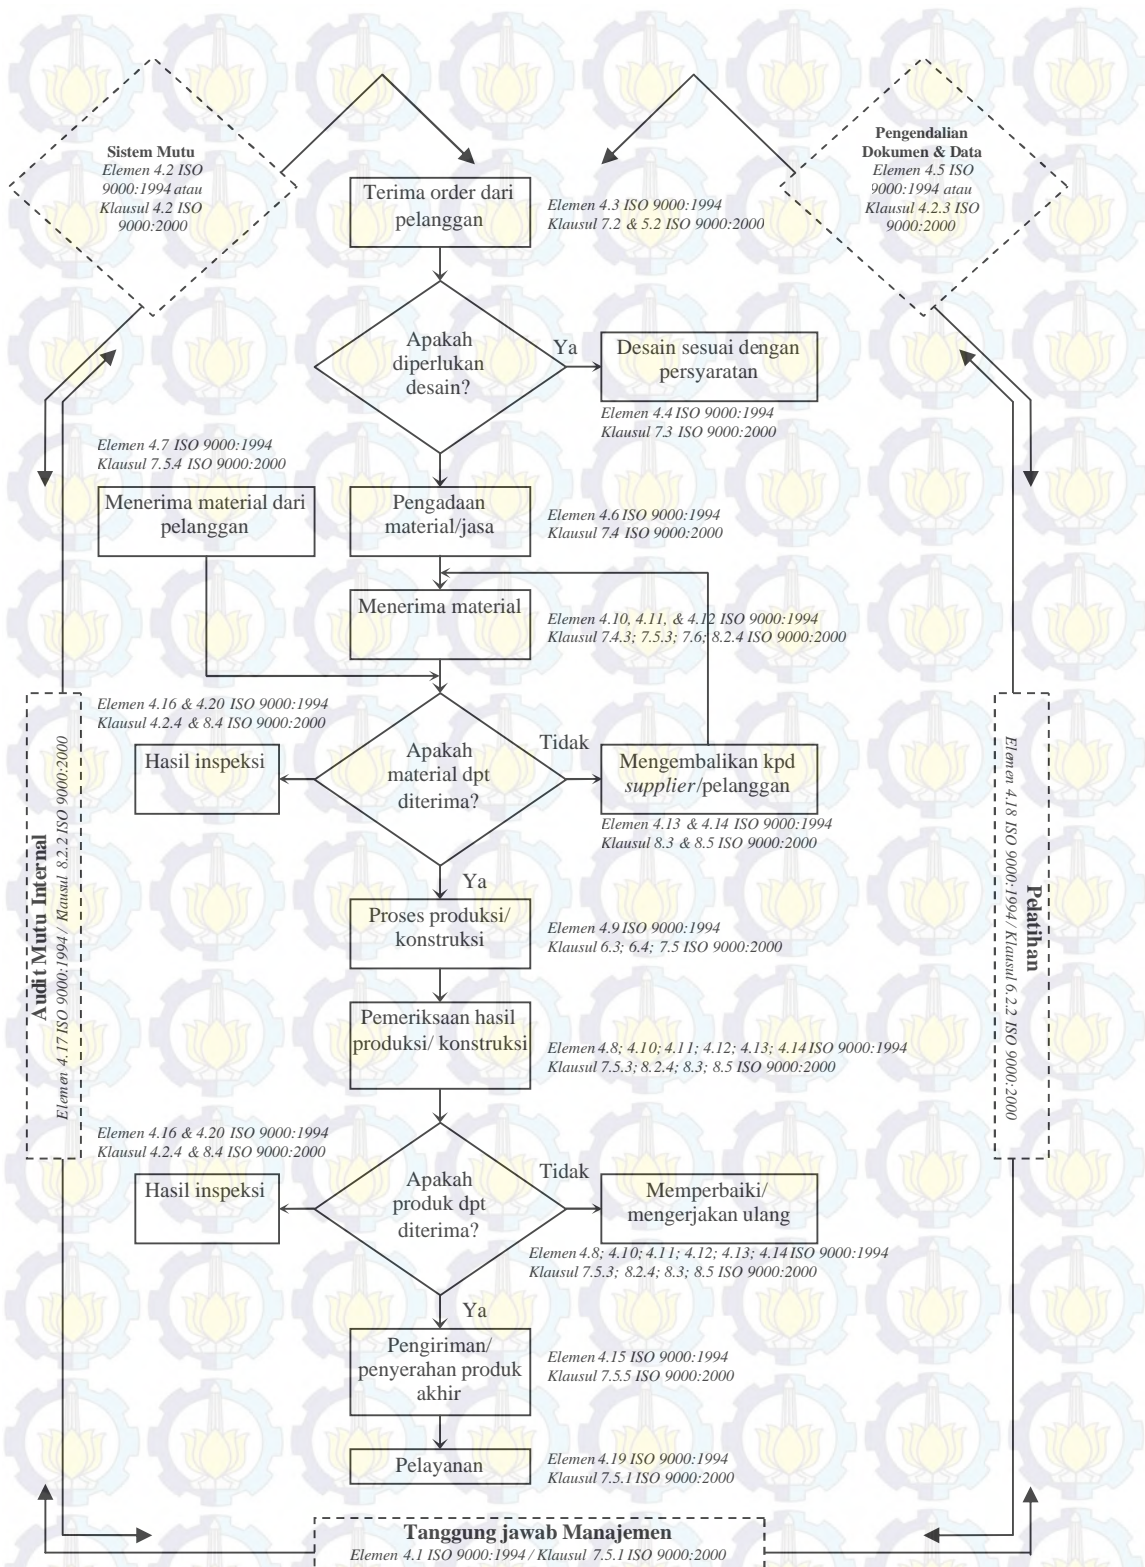 Sistem Mutu
Elemen 4.2 ISO
9000:1994 atau
Klausul 4.2 ISO
9000:2000
Pengendalian
Dokumen & Data
Elemen 4.5 ISO
9000:1994 atau
Klausul 4.2.3 ISO
9000:2000
Terima order dari
pelanggan
Elemen 4.3 ISO 9000:1994
Klausul 7.2 & 5.2 ISO 9000:2000
Apakah
diperlukan
desain?
Ya
Desain sesuai dengan
persyaratan
Elemen 4.4 ISO 9000:1994
Klausul 7.3 ISO 9000:2000
Elemen 4.7 ISO 9000:1994
Klausul 7.5.4 ISO 9000:2000
Menerima material dari
pelanggan
Pengadaan
material/jasa
Elemen 4.6 ISO 9000:1994
Klausul 7.4 ISO 9000:2000
Menerima material
Elemen 4.10, 4.11, & 4.12 ISO 9000:1994
Klausul 7.4.3; 7.5.3; 7.6; 8.2.4 ISO 9000:2000
Elemen 4.16 & 4.20 ISO 9000:1994
Klausul 4.2.4 & 8.4 ISO 9000:2000
Hasil inspeksi
Apakah
material dpt
diterima?
Tidak
Mengembalikan kpd
supplier/pelanggan
Elemen 4.13 & 4.14 ISO 9000:1994
Klausul 8.3 & 8.5 ISO 9000:2000
Ya
Proses produksi/
konstruksi
Elemen 4.9 ISO 9000:1994
Klausul 6.3; 6.4; 7.5 ISO 9000:2000
Audit Mutu Internal
Elemen 4.17 ISO 9000:1994 / Klausul 8.2.2 ISO 9000:2000
Pelatihan
Elemen 4.18 ISO 9000:1994 / Klausul 6.2.2 ISO 9000:2000
Pemeriksaan hasil
produksi/ konstruksi
Elemen 4.8; 4.10; 4.11; 4.12; 4.13; 4.14 ISO 9000:1994
Klausul 7.5.3; 8.2.4; 8.3; 8.5 ISO 9000:2000
Elemen 4.16 & 4.20 ISO 9000:1994
Klausul 4.2.4 & 8.4 ISO 9000:2000
Hasil inspeksi
Apakah
produk dpt
diterima?
Tidak
Memperbaiki/
mengerjakan ulang
Elemen 4.8; 4.10; 4.11; 4.12; 4.13; 4.14 ISO 9000:1994
Klausul 7.5.3; 8.2.4; 8.3; 8.5 ISO 9000:2000
Ya
Pengiriman/
penyerahan produk
akhir
Elemen 4.15 ISO 9000:1994
Klausul 7.5.5 ISO 9000:2000
Pelayanan
Elemen 4.19 ISO 9000:1994
Klausul 7.5.1 ISO 9000:2000
Tanggung jawab Manajemen
Elemen 4.1 ISO 9000:1994 / Klausul 7.5.1 ISO 9000:2000